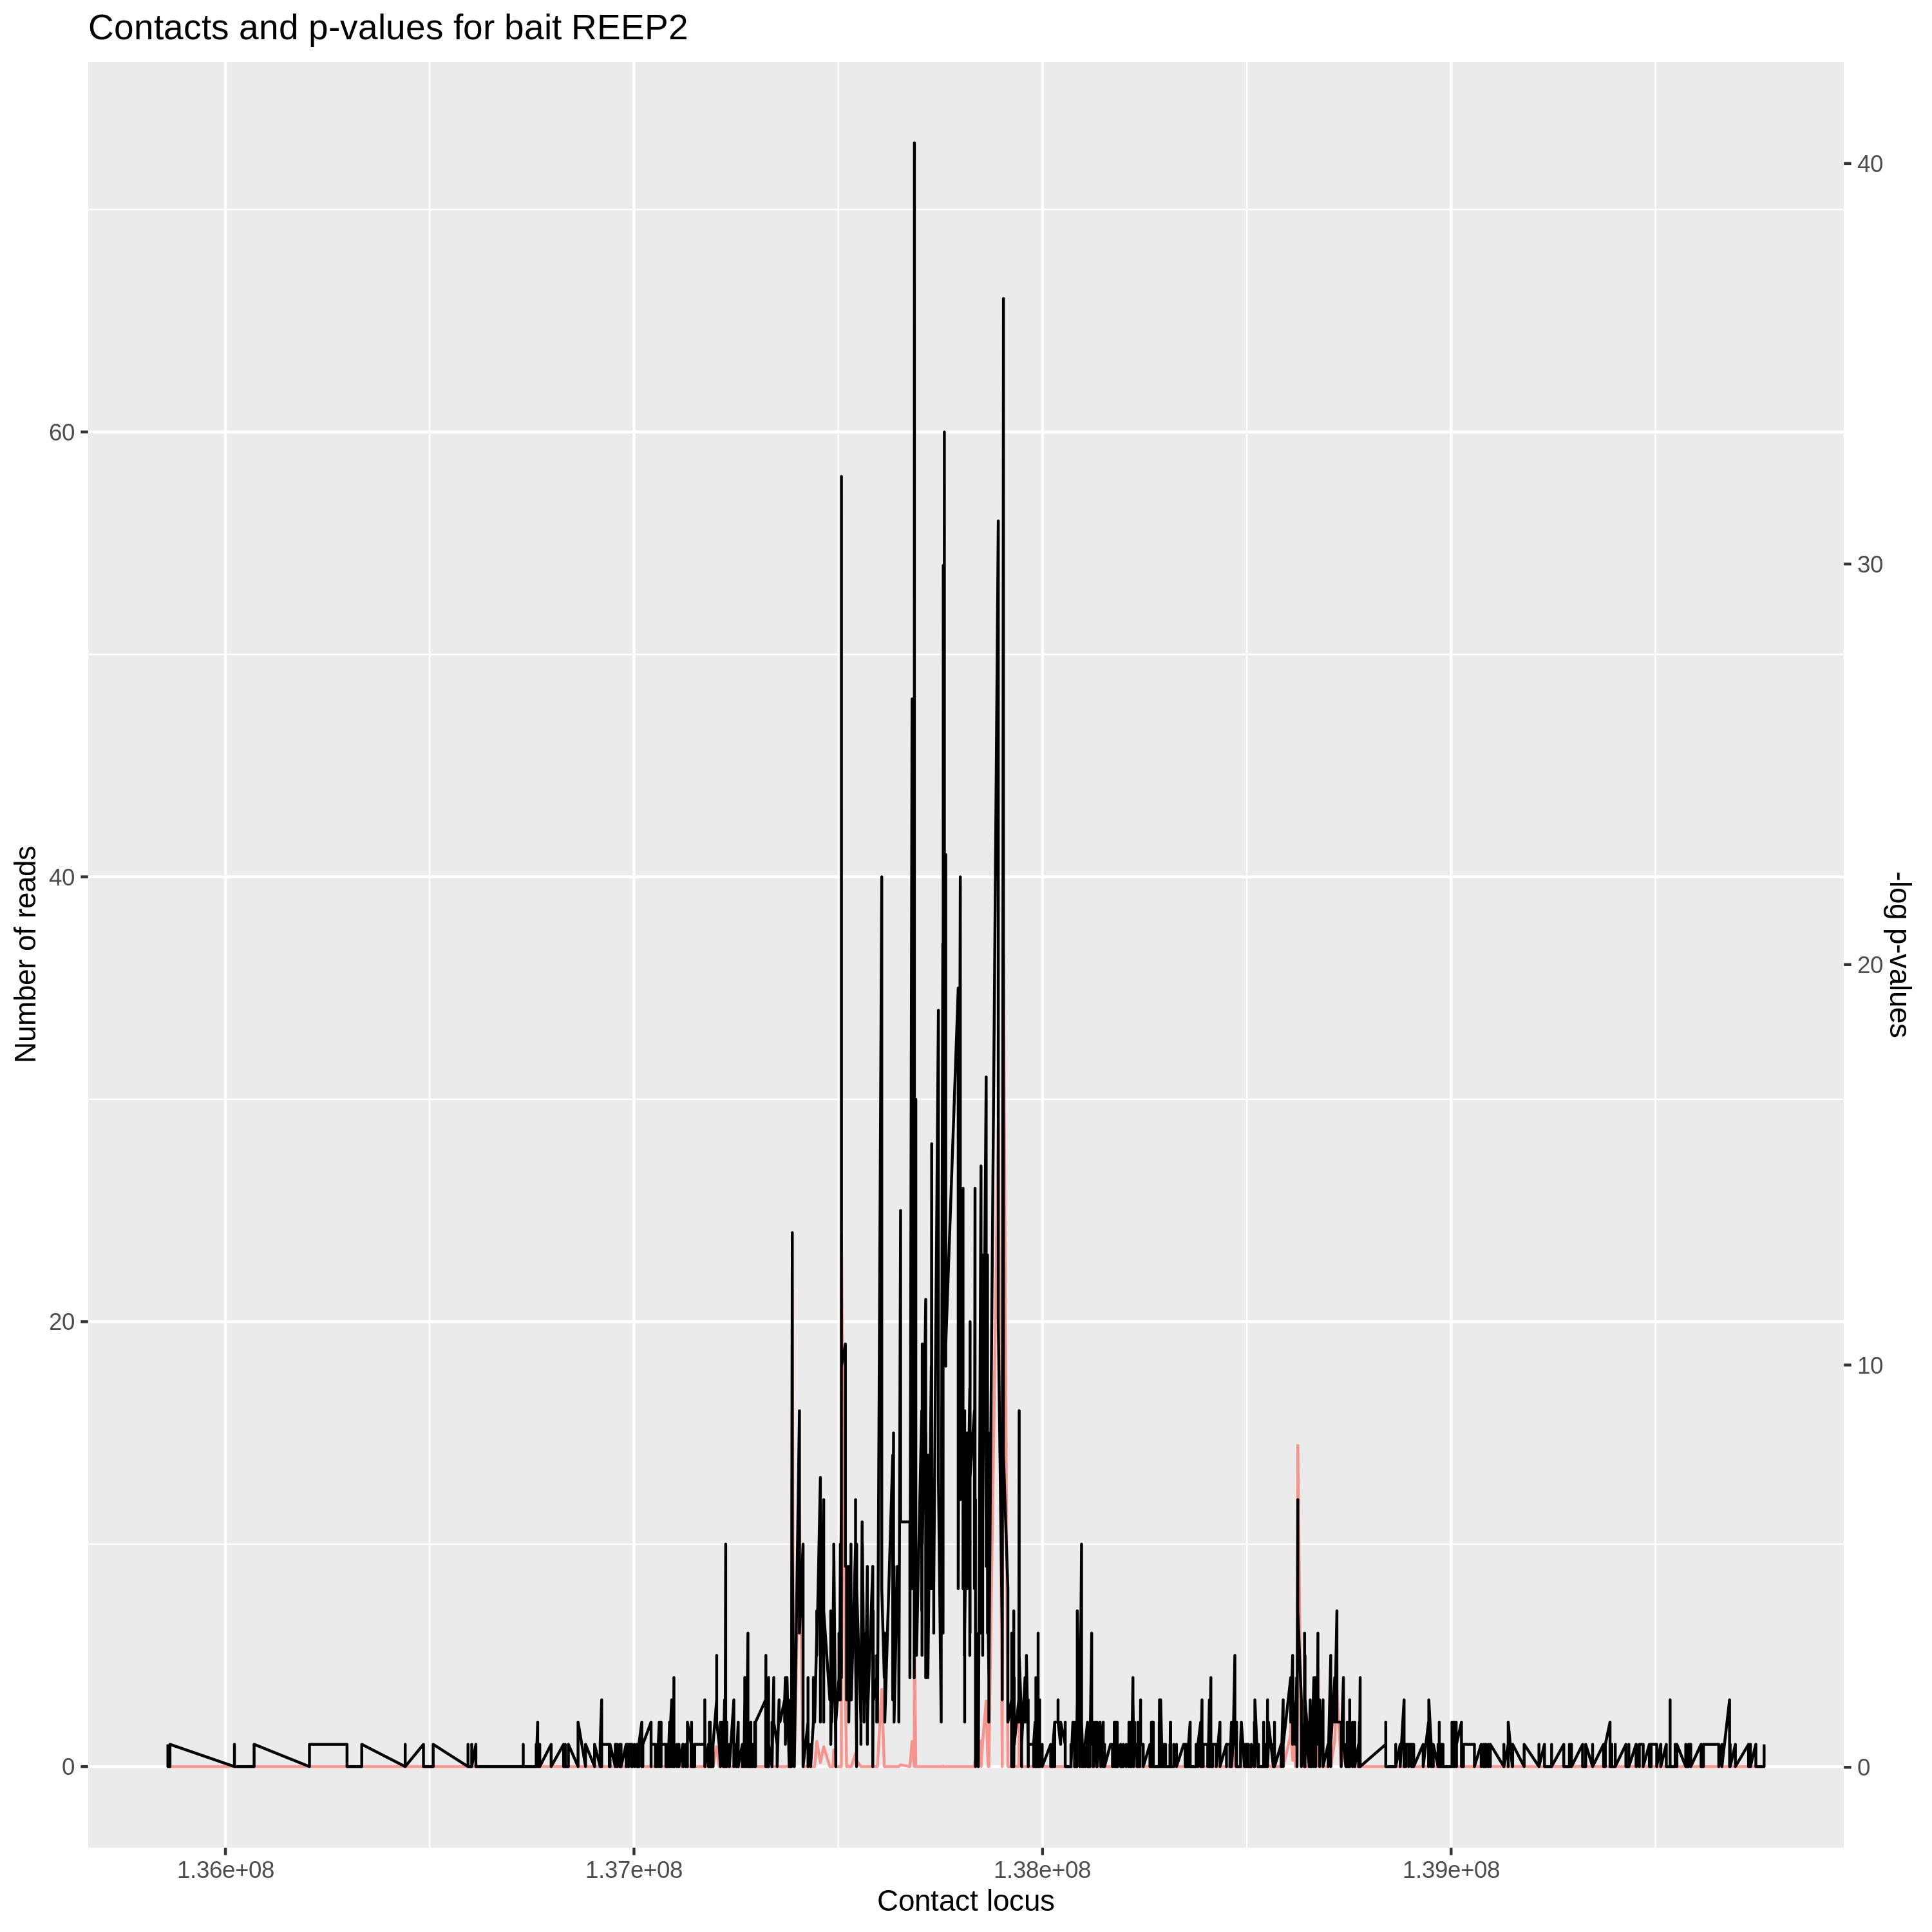 Contacts and p-values for bait REEP2
Number of reads
60
40
20
0
40
30
20
10
0
-log p-values
1.36e+08
1.37e+08
1.38e+08
1.39e+08
Contact locus